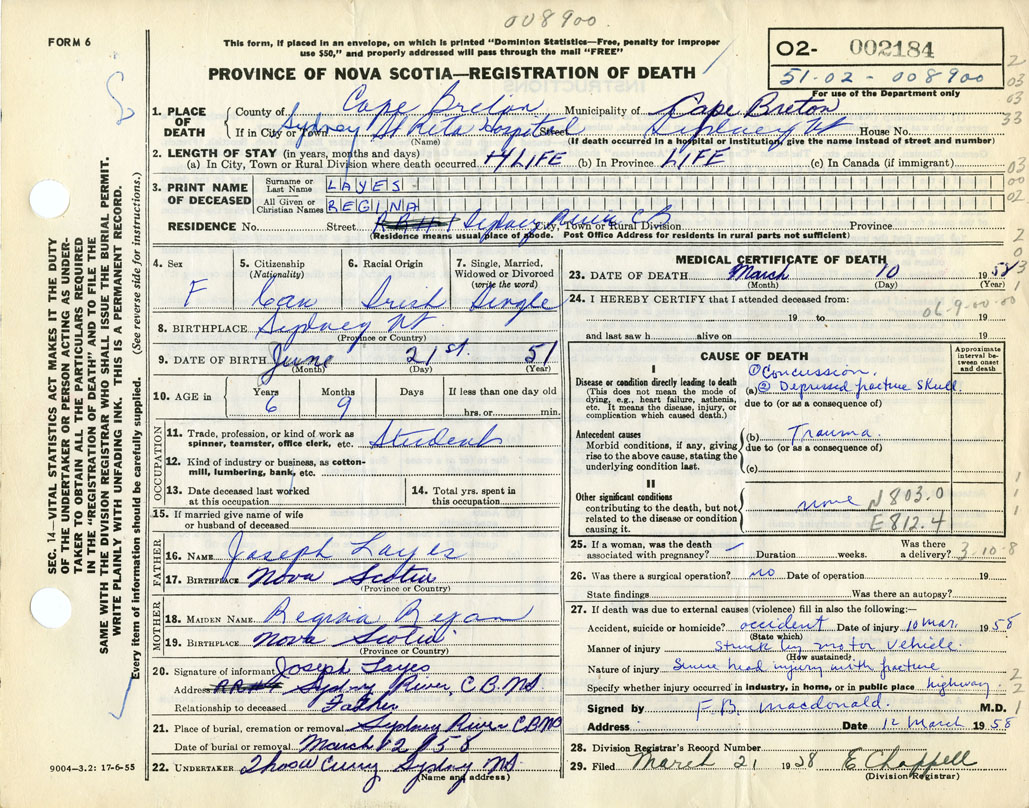 008900.
FORM 6
This form, if placed in an envelope, on which is printed "Dominion Statistics—Free, penalty for improper
use $50," and properly addressed will pass through the mail "FREE"
PROVINCE OF NOVA SCOTIA—REGISTRATION OF DEATH
O2- 002184
51-02-008900
For use of the Department only
1. PLACE OF DEATH { County of Cape Breton Municipality of Cape Breton
If in City or Town Sydney St Rita Hospital Street Sydney House No.
(Name) (If death occurred in a hospital or institution, give the name instead of street and number)
2. LENGTH OF STAY (in years, months and days)
(a) In City, Town or Rural Division where death occurred LIFE (b) In Province LIFE (c) In Canada (if immigrant)
3. PRINT NAME OF DECEASED { Surname or Last Name LAYES
All Given or Christian Names REGINA
RESIDENCE No. Street Sydney River C B City, Town or Rural Division Province
(Residence means usual place of abode. Post Office Address for residents in rural parts not sufficient)
4. Sex F
5. Citizenship (Nationality) Can
6. Racial Origin Irish
7. Single, Married, Widowed or Divorced (write the word) Single
8. BIRTHPLACE Sydney NS
(Province or Country)
9. DATE OF BIRTH June 21st. 51
(Month) (Day) (Year)
10. AGE in Years 6 Months 9 Days If less than one day old hrs. or min.
OCCUPATION
11. Trade, profession, or kind of work as spinner, teamster, office clerk, etc. Student
12. Kind of industry or business, as cotton-mill, lumbering, bank, etc.
13. Date deceased last worked at this occupation
14. Total yrs. spent in this occupation
15. If married give name of wife or husband of deceased
FATHER
16. NAME Joseph Layes
17. BIRTHPLACE Nova Scotia
(Province or Country)
MOTHER
18. MAIDEN NAME Regina Ryan
19. BIRTHPLACE Nova Scotia
(Province or Country)
20. Signature of informant Joseph Layes
Address Sydney River, C.B. NS
Relationship to deceased Father
21. Place of burial, cremation or removal Sydney River C B NS
Date of burial or removal March 12 1958
22. UNDERTAKER Thos W Curry Sydney NS
(Name and address)
9004—3.2: 17-6-55
MEDICAL CERTIFICATE OF DEATH
23. DATE OF DEATH March 10 1958
(Month) (Day) (Year)
24. I HEREBY CERTIFY that I attended deceased from:
06-9-00-00
19 to 19
and last saw h alive on 19
CAUSE OF DEATH
Approximate interval between onset and death
I
Disease or condition directly leading to death
(This does not mean the mode of dying, e.g., heart failure, asthenia, etc. It means the disease, injury, or complication which caused death.)
① Concussion.
(a) ② Depressed fracture skull.
due to (or as a consequence of)
Antecedent causes
Morbid conditions, if any, giving rise to the above cause, stating the underlying condition last.
(b) Trauma.
due to (or as a consequence of)
(c)
II
Other significant conditions
contributing to the death, but not related to the disease or condition causing it.
none N803.0
E812.4
25. If a woman, was the death associated with pregnancy? Duration weeks. Was there a delivery? 3-10-8
26. Was there a surgical operation? no Date of operation 19
State findings Was there an autopsy?
27. If death was due to external causes (violence) fill in also the following:—
Accident, suicide or homicide? accident Date of injury 10 Mar. 1958
(State which)
Manner of injury Struck by motor vehicle.
(How sustained)
Nature of injury Severe head injury with fracture
Specify whether injury occurred in industry, in home, or in public place highway
Signed by F. B. Macdonald. M.D.
Address Date 12 March 1958
28. Division Registrar's Record Number
29. Filed March 21 1958 E Chappell
(Division Registrar)
SEC. 14—VITAL STATISTICS ACT MAKES IT THE DUTY
OF THE UNDERTAKER OR PERSON ACTING AS UNDER-
TAKER TO OBTAIN ALL THE PARTICULARS REQUIRED
IN THE "REGISTRATION OF DEATH" AND TO FILE THE
SAME WITH THE DIVISION REGISTRAR WHO SHALL ISSUE THE BURIAL PERMIT.
WRITE PLAINLY WITH UNFADING INK. THIS IS A PERMANENT RECORD.
Every item of information should be carefully supplied. (See reverse side for instructions.)